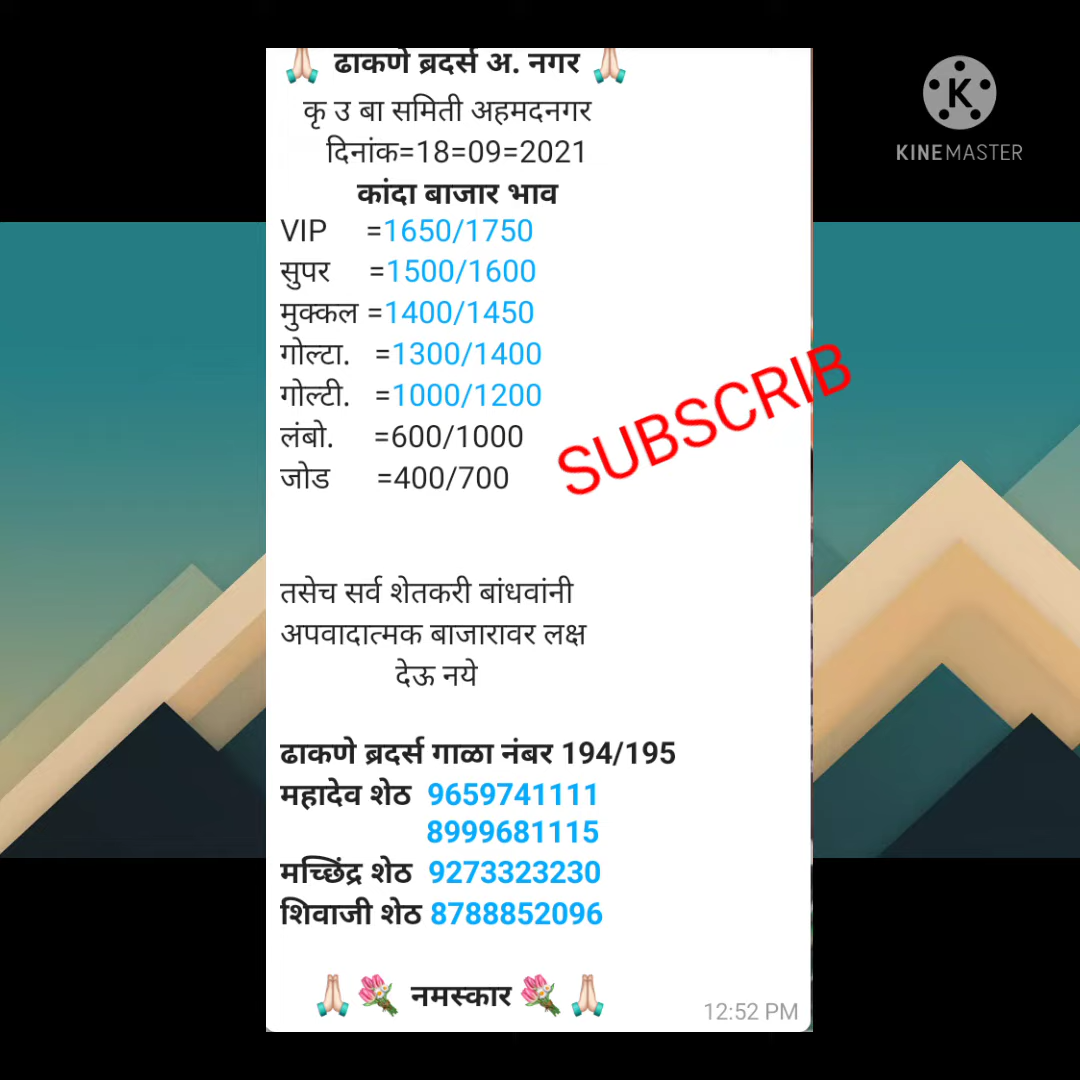 🙏 ढाकणे ब्रदर्स अ. नगर 🙏
कृ उ बा समिती अहमदनगर
दिनांक=18=09=2021
कांदा बाजार भाव
VIP =1650/1750
सुपर =1500/1600
मुक्कल =1400/1450
गोल्टा. =1300/1400
गोल्टी. =1000/1200
लंबो. =600/1000
जोड =400/700
SUBSCRIB
तसेच सर्व शेतकरी बांधवांनी
अपवादात्मक बाजारावर लक्ष
देऊ नये
ढाकणे ब्रदर्स गाळा नंबर 194/195
महादेव शेठ 9659741111
8999681115
मच्छिंद्र शेठ 9273323230
शिवाजी शेठ 8788852096
🙏💐 नमस्कार 💐🙏
12:52 PM
K
KINEMASTER